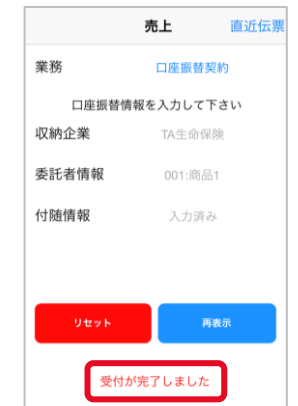 売上 直近伝票
業務 口座振替契約
口座振替情報を入力して下さい
収納企業 TA生命保険
委託者情報 001:商品1
付随情報 入力済み
リセット 再表示
受付が完了しました